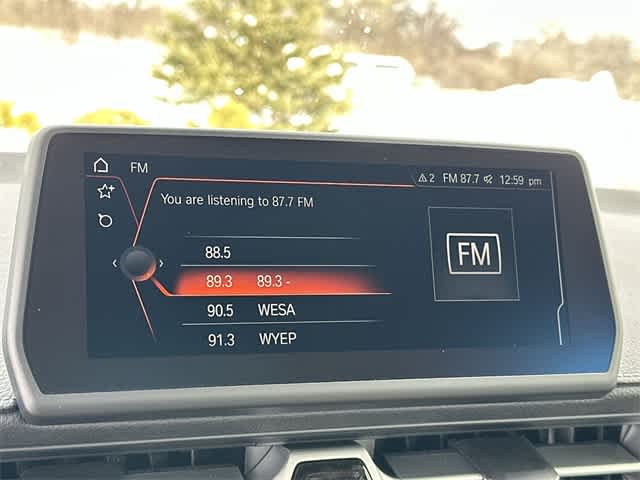 FM
2 FM 87.7 12:59 pm
You are listening to 87.7 FM
88.5
89.3 89.3 -
90.5 WESA
91.3 WYEP
FM